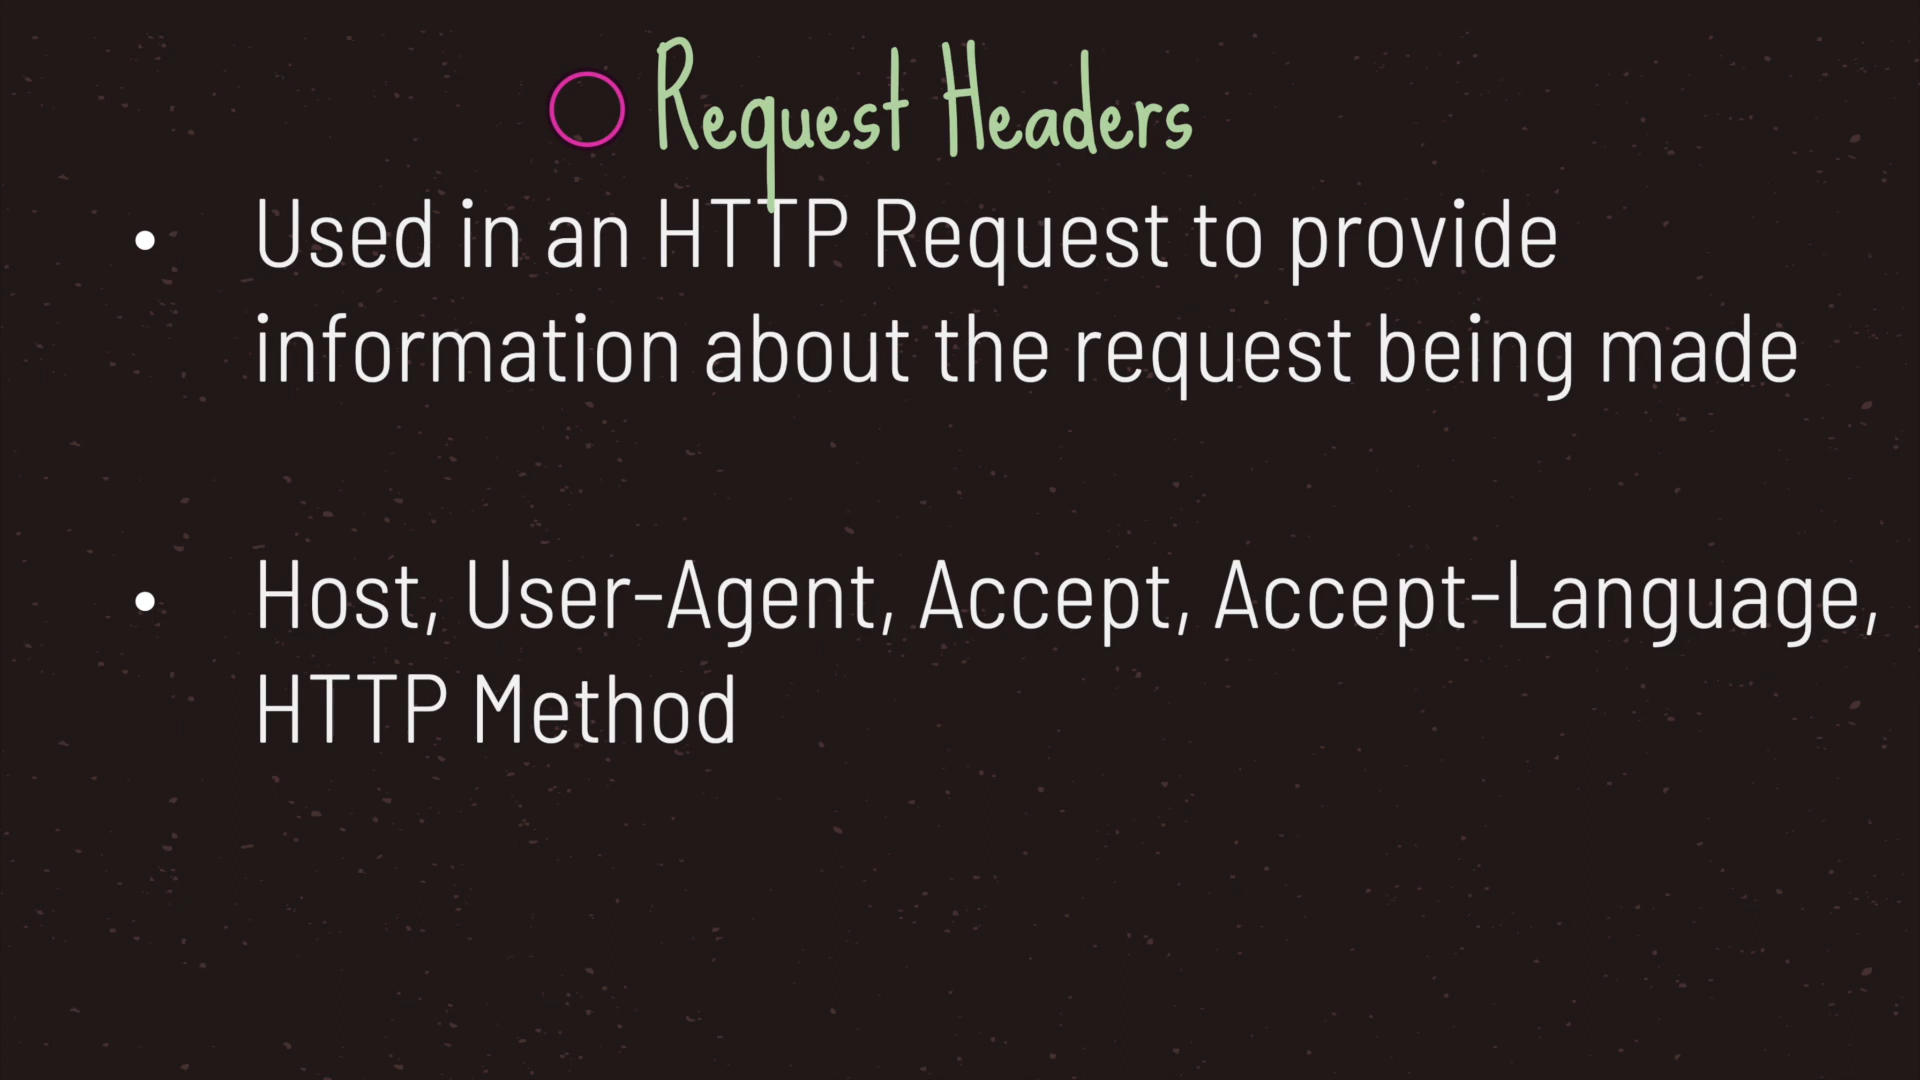 Request Headers
• Used in an HTTP Request to provide
information about the request being made
• Host, User-Agent, Accept, Accept-Language,
HTTP Method